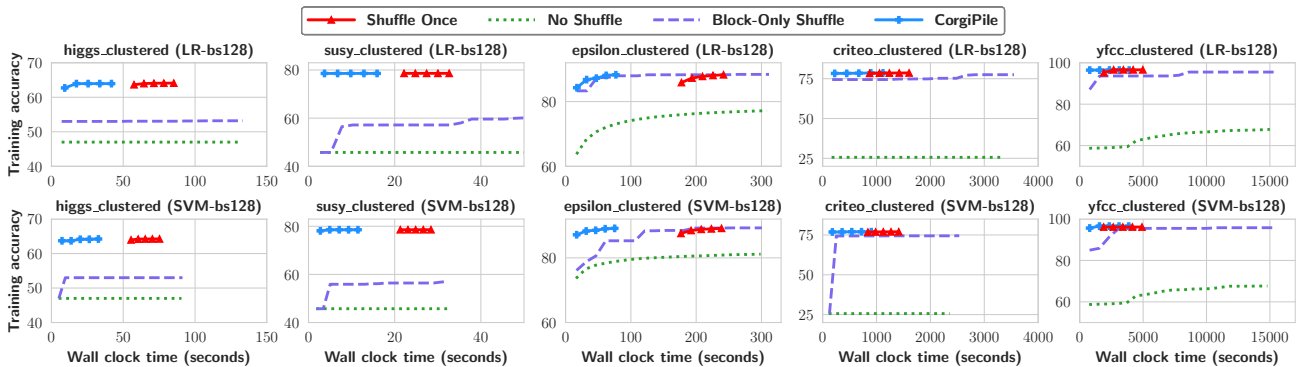 Shuffle Once No Shuffle Block-Only Shuffle CorgiPile
higgs_clustered (LR-bs128) susy_clustered (LR-bs128) epsilon_clustered (LR-bs128) criteo_clustered (LR-bs128) yfcc_clustered (LR-bs128)
Training accuracy
70
60
50
40
0 50 100 150
80
60
40
0 20 40
80
60
0 100 200 300
75
50
25
0 1000 2000 3000 4000
100
80
60
0 5000 10000 15000
higgs_clustered (SVM-bs128) susy_clustered (SVM-bs128) epsilon_clustered (SVM-bs128) criteo_clustered (SVM-bs128) yfcc_clustered (SVM-bs128)
Training accuracy
70
60
50
40
0 50 100 150
Wall clock time (seconds)
80
60
40
0 20 40
Wall clock time (seconds)
80
60
0 100 200 300
Wall clock time (seconds)
75
50
25
0 1000 2000 3000 4000
Wall clock time (seconds)
100
80
60
0 5000 10000 15000
Wall clock time (seconds)